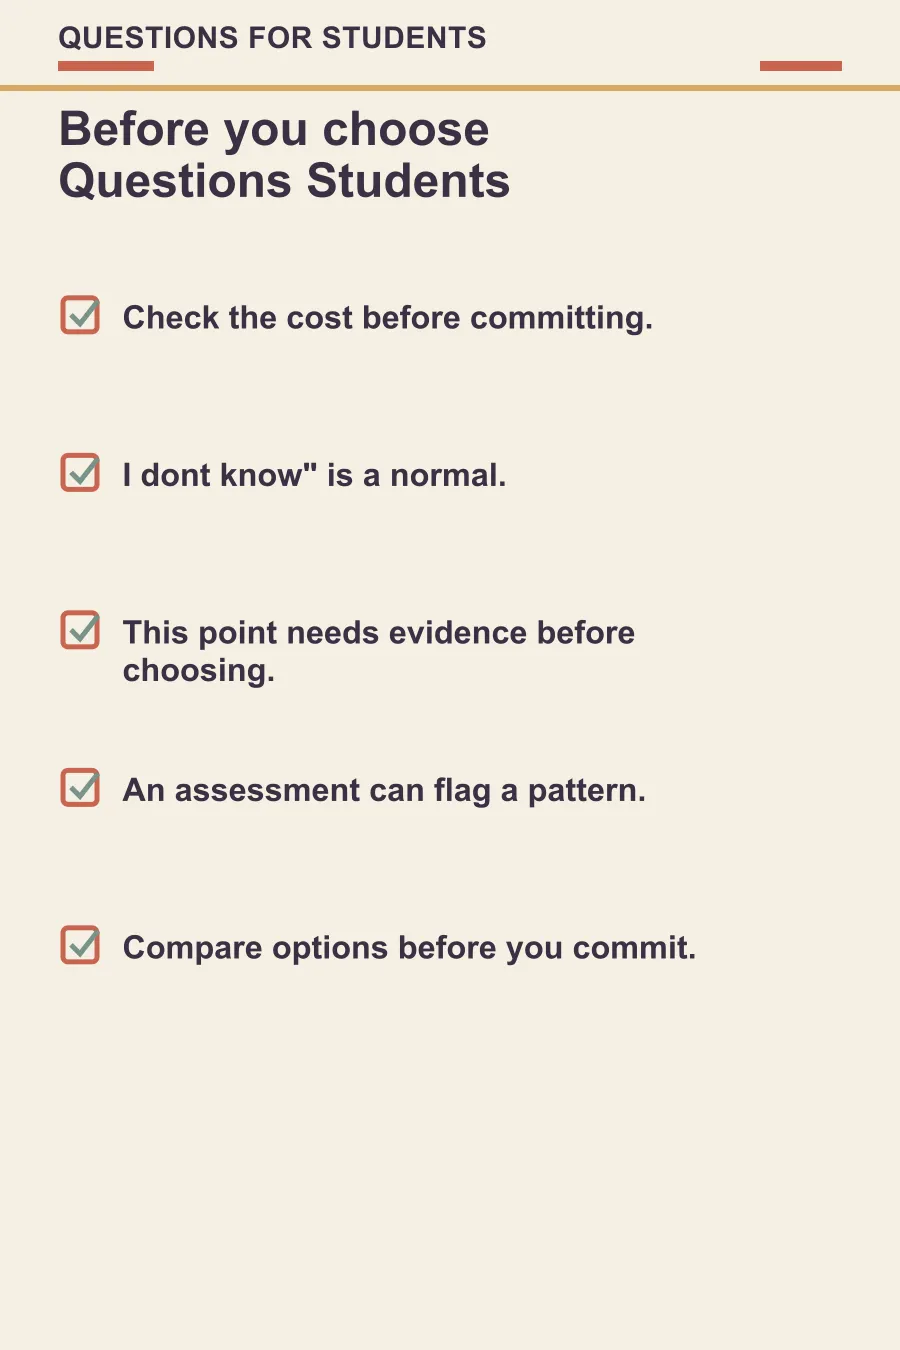 QUESTIONS FOR STUDENTS
Before you choose
Questions Students
Check the cost before committing.
I dont know" is a normal.
This point needs evidence before
choosing.
An assessment can flag a pattern.
Compare options before you commit.